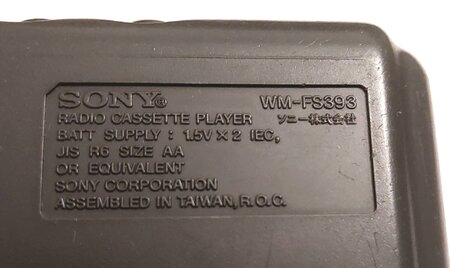 SONY® WM-FS393
RADIO CASSETTE PLAYER ソニー株式会社
BATT SUPPLY : 1.5V × 2 IEC,
JIS R6 SIZE AA
OR EQUIVALENT
SONY CORPORATION
ASSEMBLED IN TAIWAN, R.O.C.